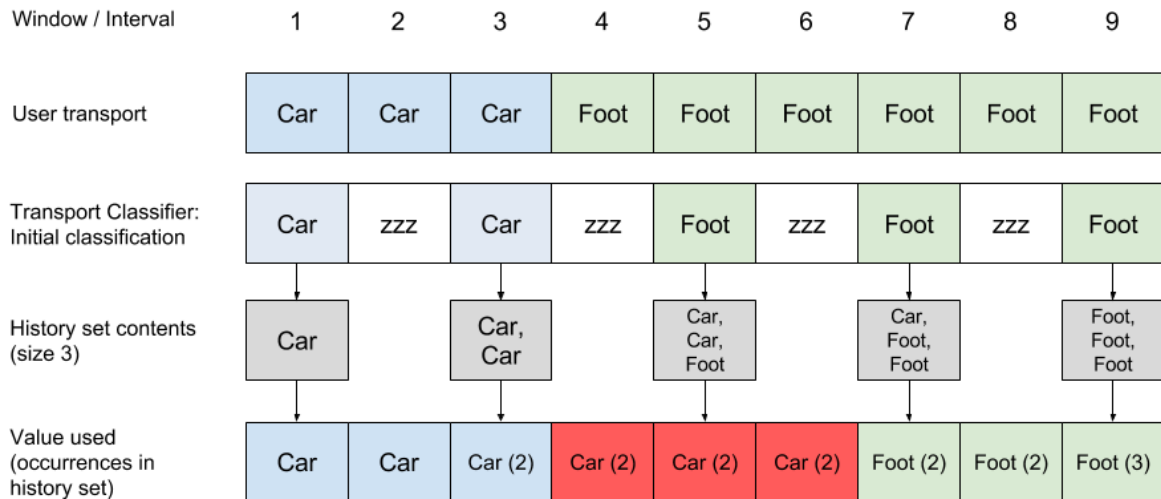 Window / Interval 1 2 3 4 5 6 7 8 9
User transport Car Car Car Foot Foot Foot Foot Foot Foot
Transport Classifier:
Initial classification
Car zzz Car zzz Foot zzz Foot zzz Foot
History set contents
(size 3)
Car
Car,
Car
Car,
Car,
Foot
Car,
Foot,
Foot
Foot,
Foot,
Foot
Value used
(occurrences in
history set)
Car Car Car (2) Car (2) Car (2) Car (2) Foot (2) Foot (2) Foot (3)